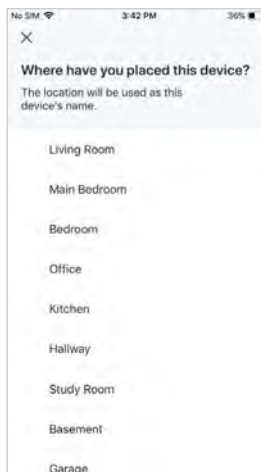 No SIM 3:42 PM 36%
Where have you placed this device?
The location will be used as this
device's name.
Living Room
Main Bedroom
Bedroom
Office
Kitchen
Hallway
Study Room
Basement
Garage